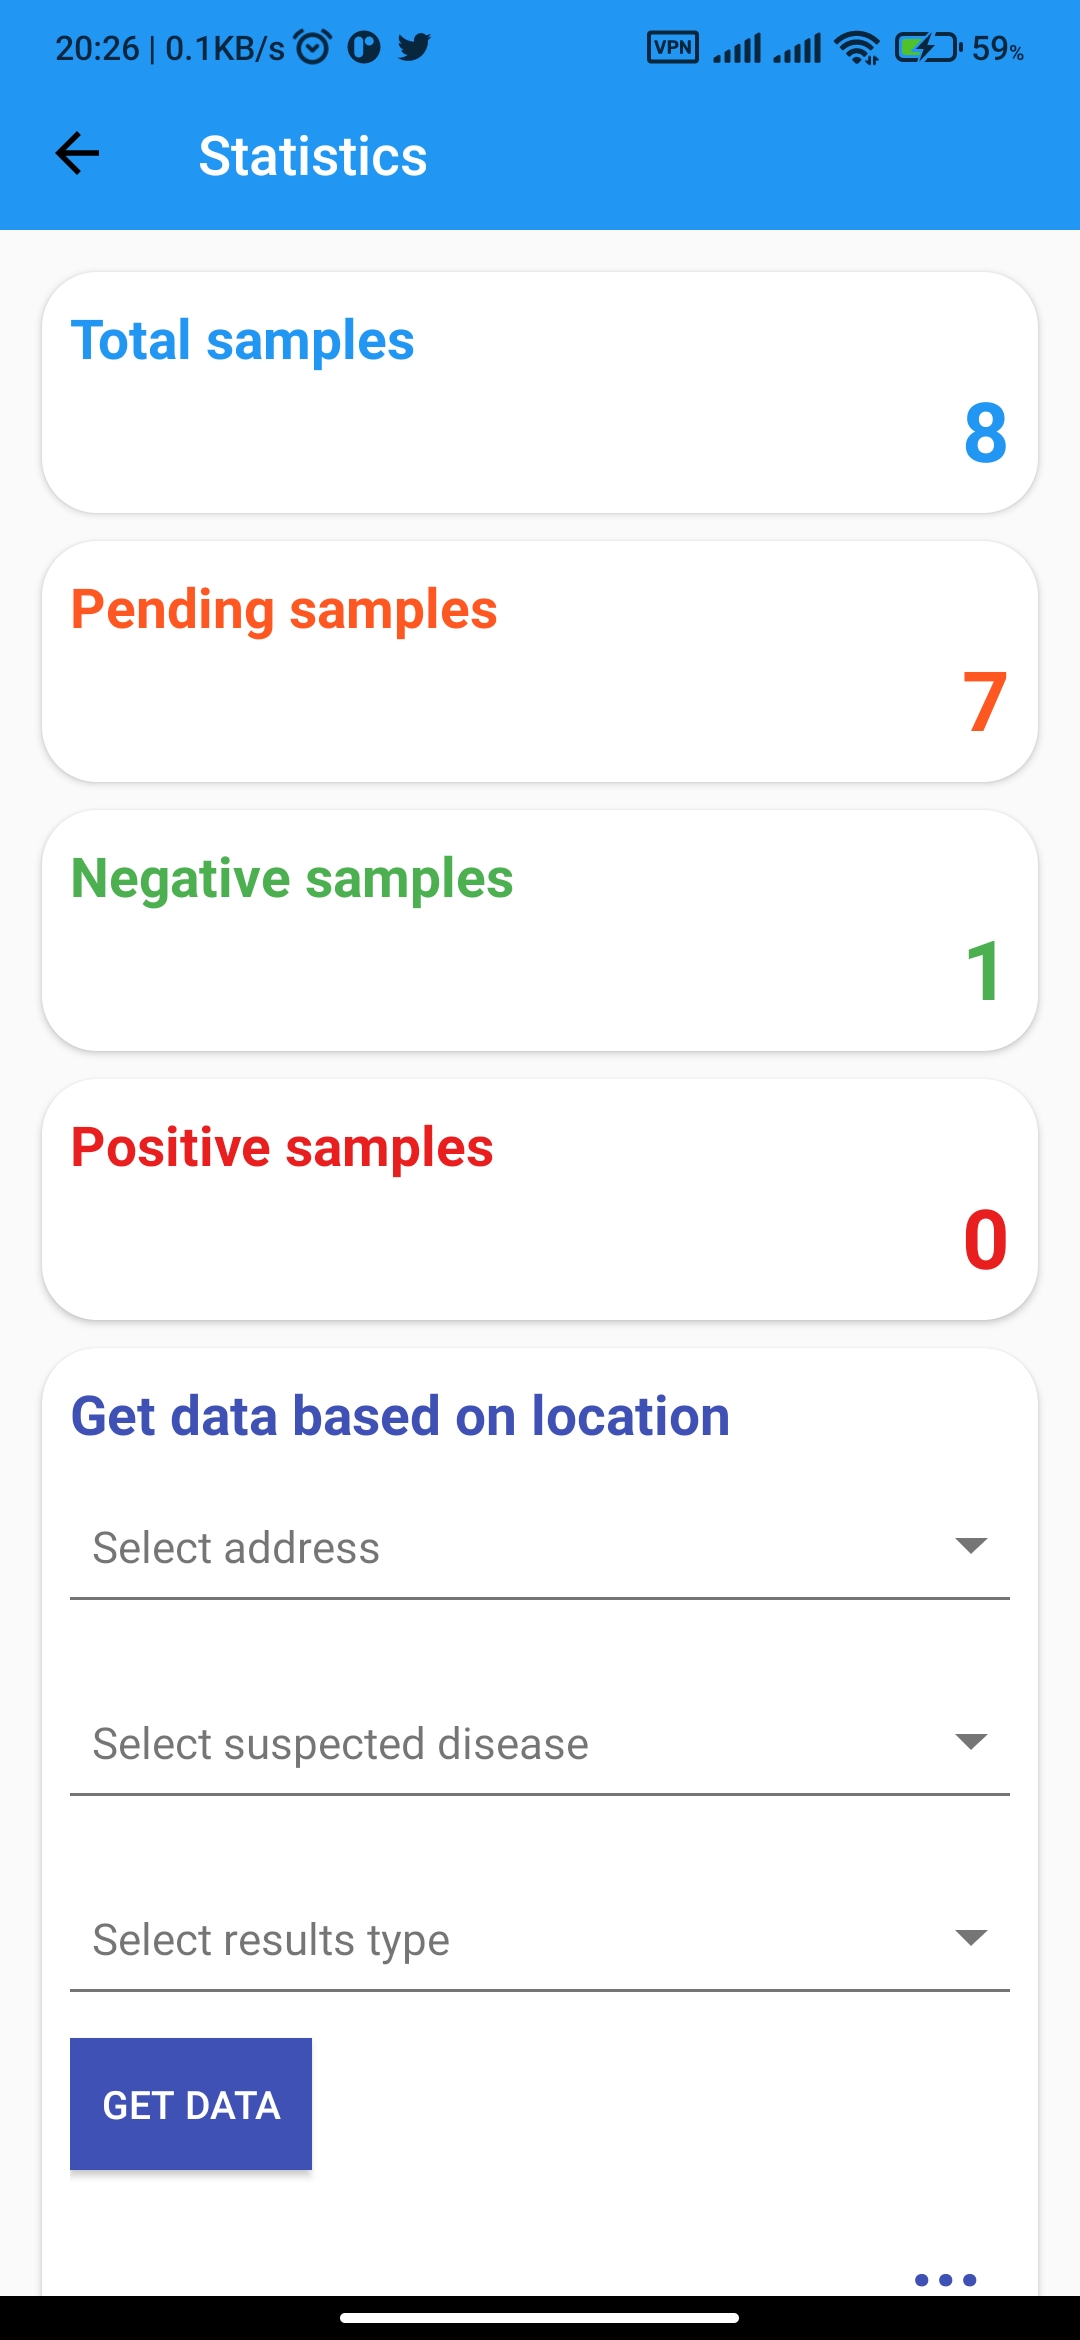 20:26 | 0.1KB/s VPN 59%
Statistics
Total samples
8
Pending samples
7
Negative samples
1
Positive samples
0
Get data based on location
Select address
Select suspected disease
Select results type
GET DATA
...